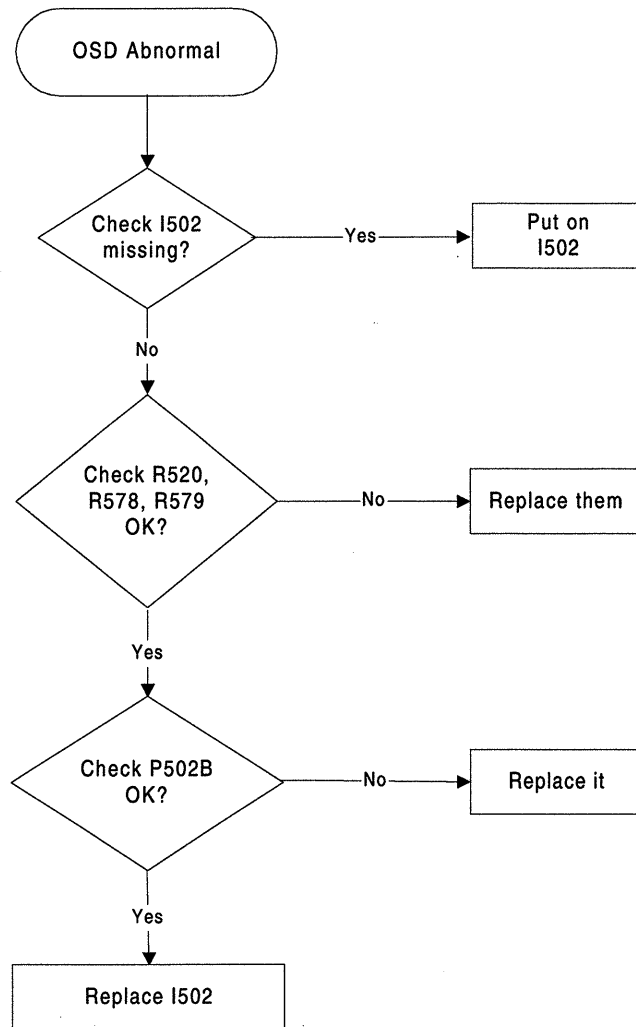 OSD Abnormal
Check I502
missing?
Yes
Put on
I502
No
Check R520,
R578, R579
OK?
No
Replace them
Yes
Check P502B
OK?
No
Replace it
Yes
Replace I502